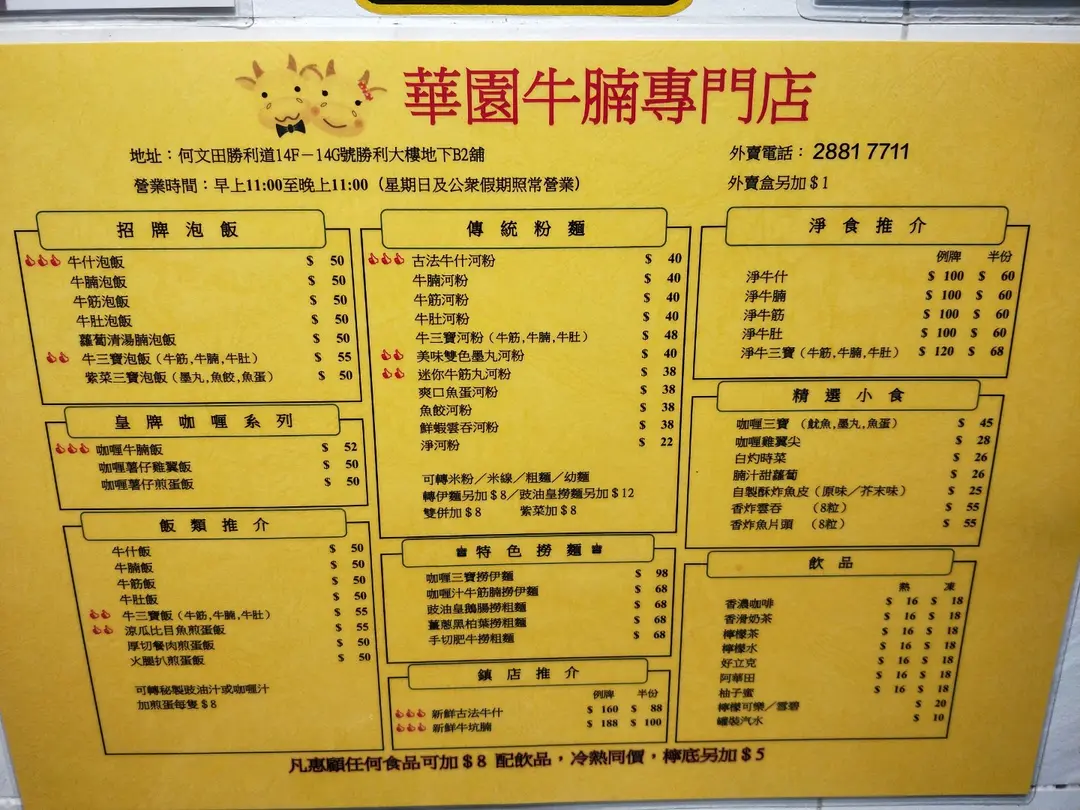 華園牛腩專門店
地址：何文田勝利道14F－14G號勝利大樓地下B2舖
外賣電話： 2881 7711
營業時間：早上11:00至晚上11:00（星期日及公衆假期照常營業）
外賣盒另加＄1
招牌泡飯
牛什泡飯 $ 50
牛腩泡飯 $ 50
牛筋泡飯 $ 50
牛肚泡飯 $ 50
蘿蔔清湯腩泡飯 $ 50
牛三寶泡飯（牛筋,牛腩,牛肚） $ 55
紫菜三寶泡飯（墨丸,魚餃,魚蛋） $ 50
皇牌咖喱系列
咖喱牛腩飯 $ 52
咖喱薯仔雞翼飯 $ 50
咖喱薯仔煎蛋飯 $ 50
飯類推介
牛什飯 $ 50
牛腩飯 $ 50
牛筋飯 $ 50
牛肚飯 $ 50
牛三寶飯（牛筋,牛腩,牛肚） $ 55
涼瓜比目魚煎蛋飯 $ 55
厚切餐肉煎蛋飯 $ 50
火腿扒煎蛋飯 $ 50
可轉秘製豉油汁或咖喱汁
加煎蛋每隻＄8
傳統粉麵
古法牛什河粉 $ 40
牛腩河粉 $ 40
牛筋河粉 $ 40
牛肚河粉 $ 40
牛三寶河粉（牛筋,牛腩,牛肚） $ 48
美味雙色墨丸河粉 $ 40
迷你牛筋丸河粉 $ 38
爽口魚蛋河粉 $ 38
魚餃河粉 $ 38
鮮蝦雲吞河粉 $ 38
淨河粉 $ 22
可轉米粉／米線／粗麵／幼麵
轉伊麵另加＄8／豉油皇撈麵另加＄12
雙併加＄8 紫菜加＄8
特色撈麵
咖喱三寶撈伊麵 $ 98
咖喱汁牛筋腩撈伊麵 $ 68
豉油皇鵝腸撈粗麵 $ 68
薑蔥黑柏葉撈粗麵 $ 68
手切肥牛撈粗麵 $ 68
鎮店推介
例牌 半份
新鮮古法牛什 $ 160 $ 88
新鮮牛坑腩 $ 188 $ 100
淨食推介
例牌 半份
淨牛什 $ 100 $ 60
淨牛腩 $ 100 $ 60
淨牛筋 $ 100 $ 60
淨牛肚 $ 100 $ 60
淨牛三寶（牛筋,牛腩,牛肚） $ 120 $ 68
精選小食
咖喱三寶（魷魚,墨丸,魚蛋） $ 45
咖喱雞翼尖 $ 28
白灼時菜 $ 26
腩汁甜蘿蔔 $ 26
自製酥炸魚皮（原味／芥末味） $ 25
香炸雲吞 （8粒） $ 55
香炸魚片頭 （8粒） $ 55
飲品
熱 凍
香濃咖啡 $ 16 $ 18
香滑奶茶 $ 16 $ 18
檸檬茶 $ 16 $ 18
檸檬水 $ 16 $ 18
好立克 $ 16 $ 18
阿華田 $ 16 $ 18
柚子蜜 $ 16 $ 18
檸檬可樂／雪碧 $ 20
罐裝汽水 $ 10
凡惠顧任何食品可加＄8 配飲品，冷熱同價，檸底另加＄5